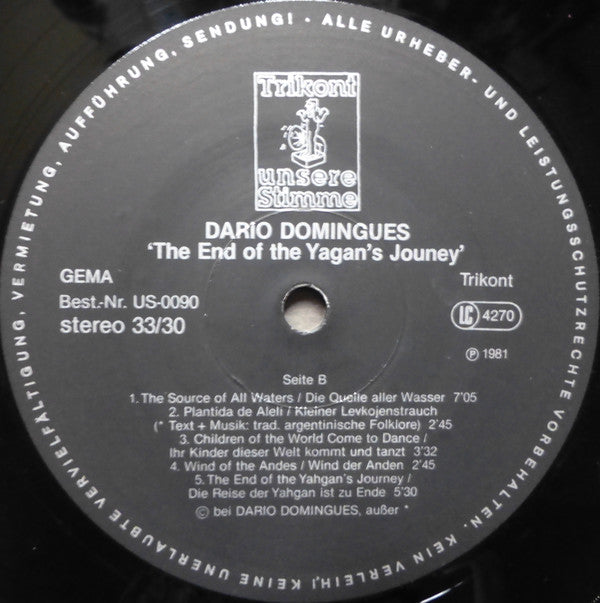 ALLE URHEBER- UND LEISTUNGSSCHUTZRECHTE VORBEHALTEN. KEIN VERLEIH! KEINE UNERLAUBTE VERVIELFÄLTIGUNG, VERMIETUNG, AUFFÜHRUNG, SENDUNG! •
Trikont
unsere
Stimme
DARIO DOMINGUES
'The End of the Yagan's Jouney'
GEMA
Best.-Nr. US-0090
stereo 33/30
Trikont
LC 4270
Ⓟ 1981
Seite B
1. The Source of All Waters / Die Quelle aller Wasser 7'05
2. Plantida de Aleli / Kleiner Levkojenstrauch
(* Text + Musik: trad. argentinische Folklore) 2'45
3. Children of the World Come to Dance /
Ihr Kinder dieser Welt kommt und tanzt 3'32
4. Wind of the Andes / Wind der Anden 2'45
5. The End of the Yahgan's Journey /
Die Reise der Yahgan ist zu Ende 5'30
© bei DARIO DOMINGUES, außer *